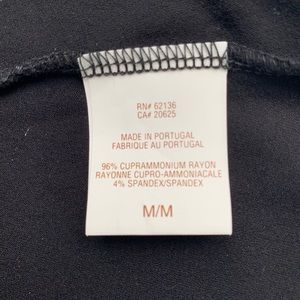 RN# 62136
CA# 20625
MADE IN PORTUGAL
FABRIQUE AU PORTUGAL
96% CUPRAMMONIUM RAYON
RAYONNE CUPRO-AMMONIACALE
4% SPANDEX/SPANDEX
M/M